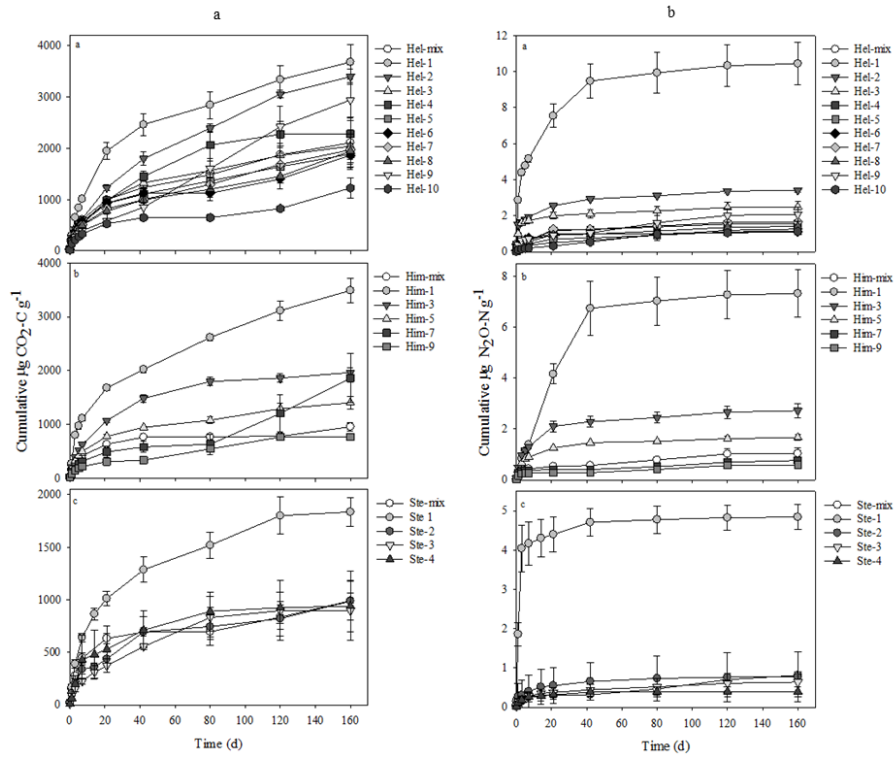 a
b
a
4000
3000
2000
1000
0
Hel-mix
Hel-1
Hel-2
Hel-3
Hel-4
Hel-5
Hel-6
Hel-7
Hel-8
Hel-9
Hel-10
b
4000
3000
2000
1000
0
Him-mix
Him-1
Him-3
Him-5
Him-7
Him-9
c
2000
1500
1000
500
0
Ste-mix
Ste 1
Ste-2
Ste-3
Ste-4
0 20 40 60 80 100 120 140 160
Time (d)
Cumulative µg CO₂-C g⁻¹
a
12
10
8
6
4
2
0
Hel-mix
Hel-1
Hel-2
Hel-3
Hel-4
Hel-5
Hel-6
Hel-7
Hel-8
Hel-9
Hel-10
b
8
6
4
2
0
Him-mix
Him-1
Him-3
Him-5
Him-7
Him-9
c
5
4
3
2
1
0
Ste-mix
Ste-1
Ste-2
Ste-3
Ste-4
0 20 40 60 80 100 120 140 160
Time (d)
Cumulative µg N₂O-N g⁻¹